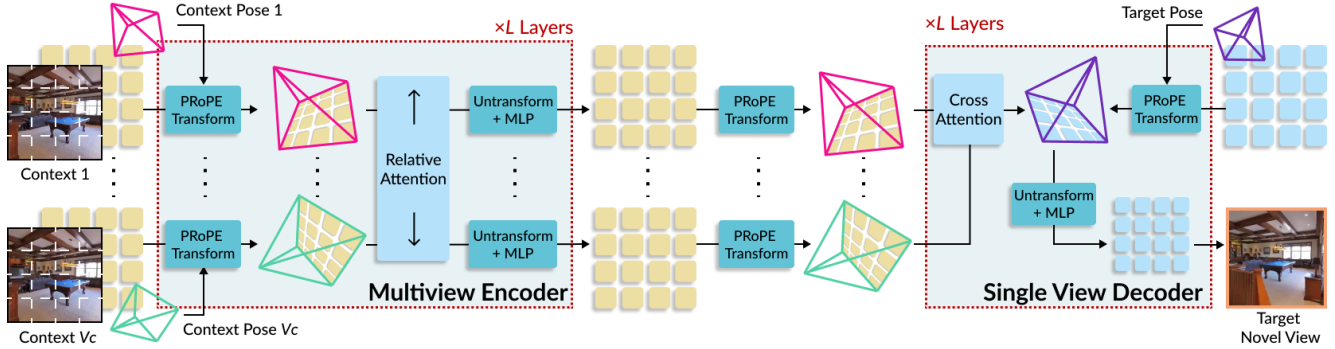 Context Pose 1
×L Layers
PRoPE
Transform
Untransform
+ MLP
PRoPE
Transform
Cross
Attention
×L Layers
Target Pose
PRoPE
Transform
Context 1
Relative
Attention
Untransform
+ MLP
PRoPE
Transform
Untransform
+ MLP
PRoPE
Transform
Context Vc
Context Pose Vc
Multiview Encoder
Single View Decoder
Target
Novel View